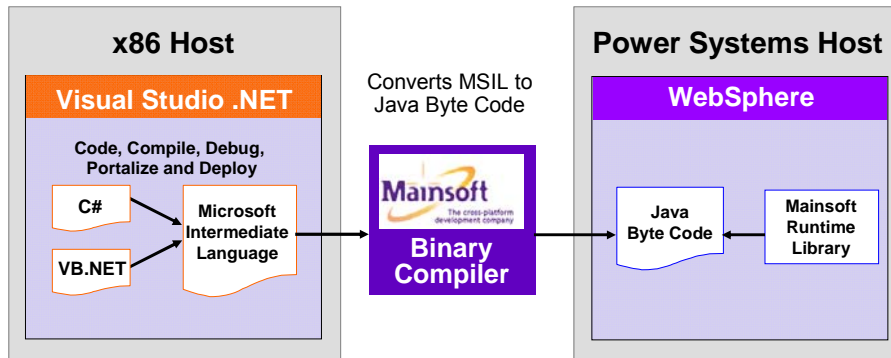 x86 Host
Visual Studio .NET
Code, Compile, Debug,
Portalize and Deploy
C#
VB.NET
Microsoft
Intermediate
Language
Converts MSIL to
Java Byte Code
Mainsoft
The cross-platform
development company
Binary
Compiler
Power Systems Host
WebSphere
Java
Byte Code
Mainsoft
Runtime
Library